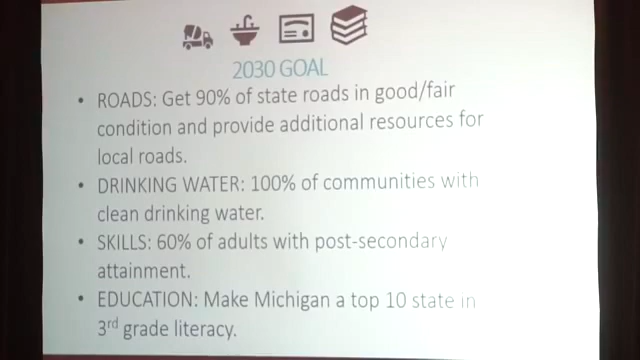 2030 GOAL
• ROADS: Get 90% of state roads in good/fair
condition and provide additional resources for
local roads.
• DRINKING WATER: 100% of communities with
clean drinking water.
• SKILLS: 60% of adults with post-secondary
attainment.
• EDUCATION: Make Michigan a top 10 state in
3rd grade literacy.